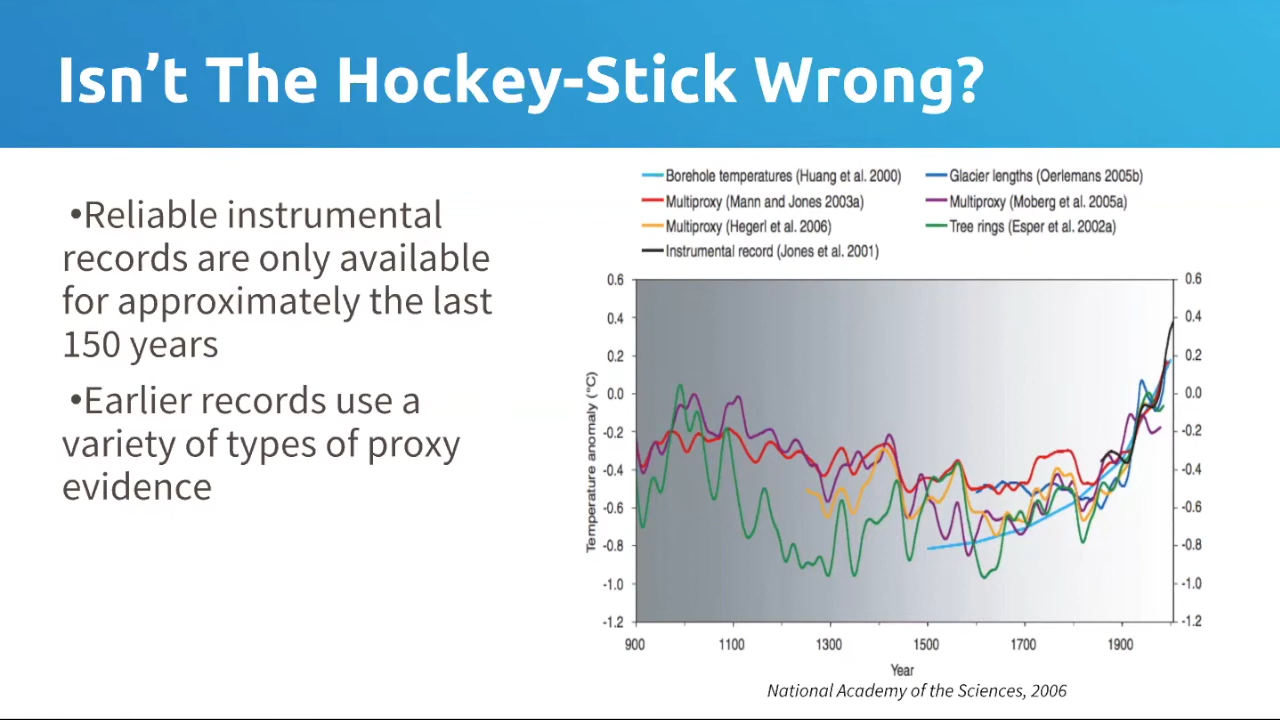 Isn't The Hockey-Stick Wrong?
•Reliable instrumental
records are only available
for approximately the last
150 years
•Earlier records use a
variety of types of proxy
evidence
Borehole temperatures (Huang et al. 2000)
Glacier lengths (Oerlemans 2005b)
Multiproxy (Mann and Jones 2003a)
Multiproxy (Moberg et al. 2005a)
Multiproxy (Hegerl et al. 2006)
Tree rings (Esper et al. 2002a)
Instrumental record (Jones et al. 2001)
0.6
0.4
0.2
0.0
-0.2
-0.4
-0.6
-0.8
-1.0
-1.2
Temperature anomaly (°C)
0.6
0.4
0.2
0.0
-0.2
-0.4
-0.6
-0.8
-1.0
-1.2
900 1100 1300 1500 1700 1900
Year
National Academy of the Sciences, 2006